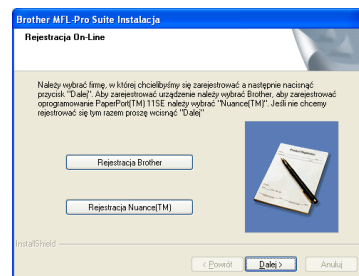 Brother MFL-Pro Suite Instalacja
Rejestracja On-Line
Należy wybrać firmę, w której chcielibyśmy się zarejestrować a następnie nacisnąć
przycisk "Dalej". Aby zarejestrować urządzenie należy wybrać Brother, aby zarejestrować
oprogramowanie PaperPort(TM) 11SE należy wybrać "Nuance(TM)". Jeśli nie chcemy
rejestrować się tym razem proszę wcisnąć "Dalej"
Rejestracja Brother
Rejestracja Nuance(TM)
InstallShield
< Powrót
Dalej >
Anuluj